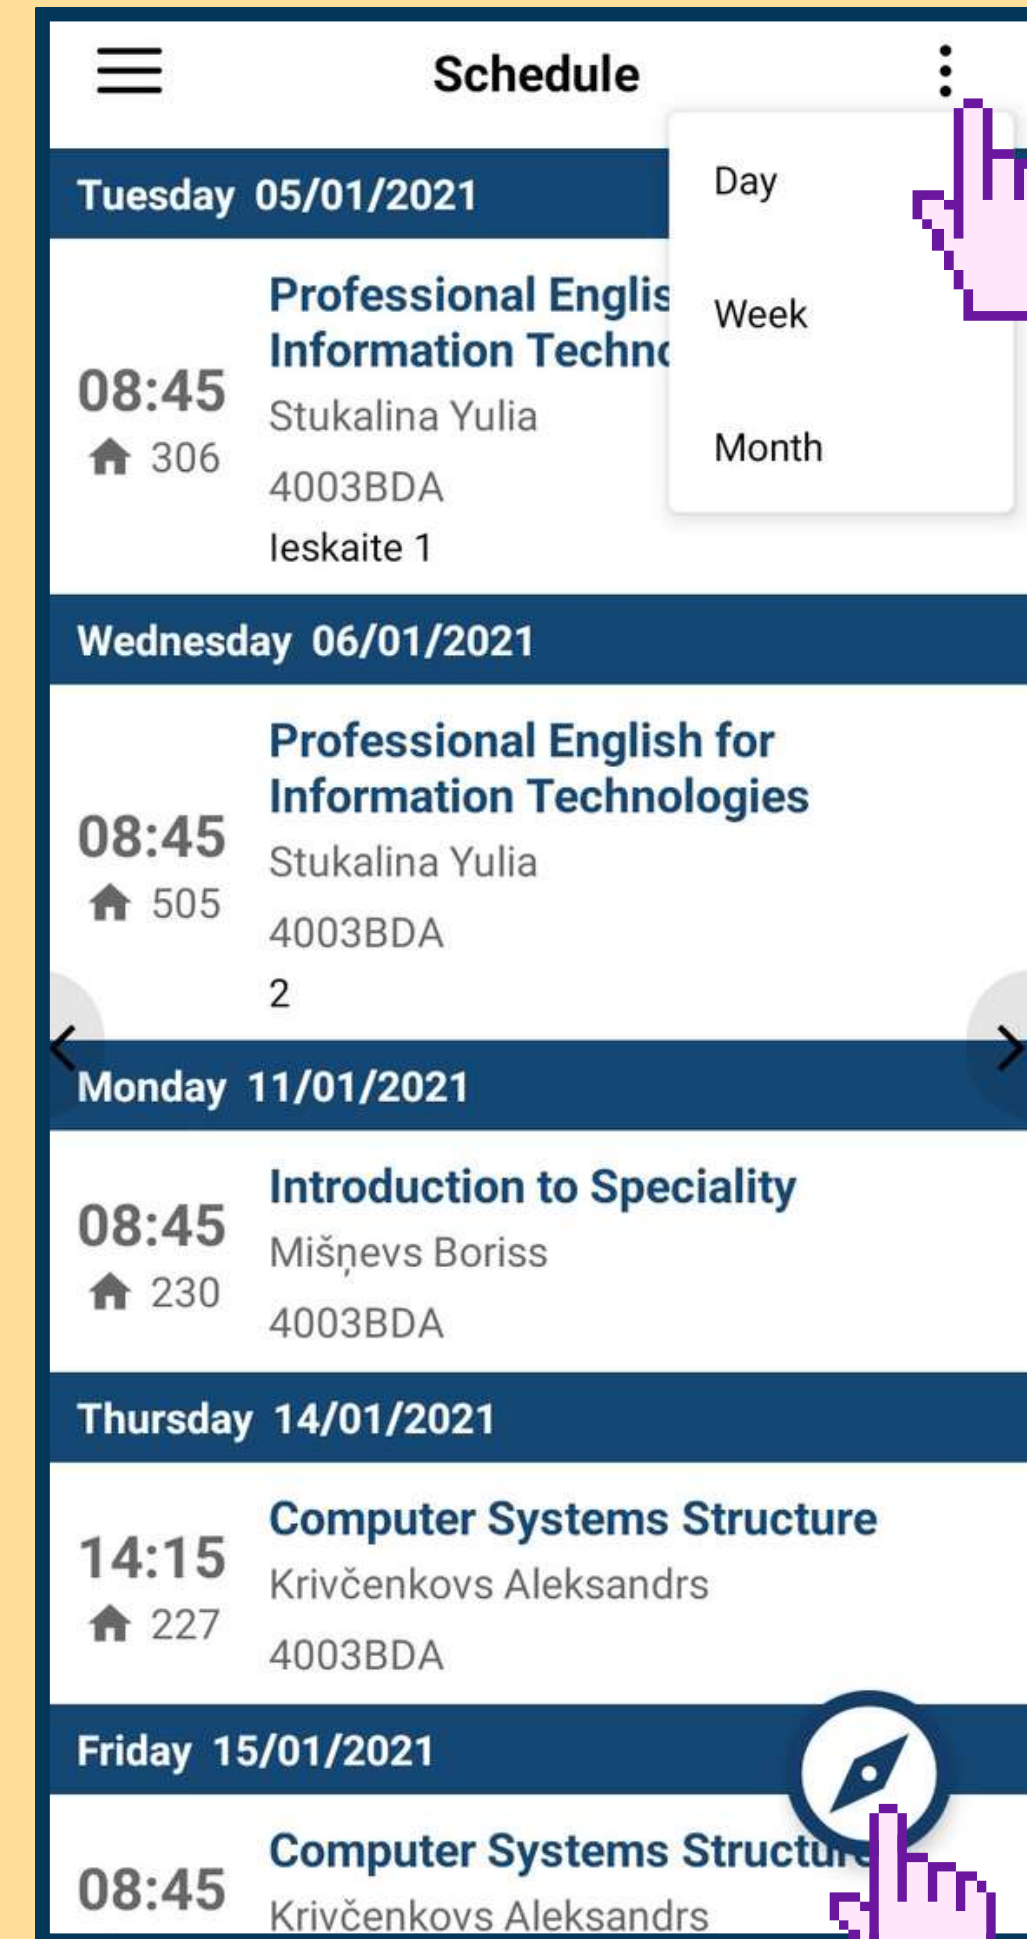 Schedule
Day
Week
Month
Tuesday 05/01/2021
Professional Englis
Information Techno
08:45
306
Stukalina Yulia
4003BDA
Ieskaite 1
Wednesday 06/01/2021
Professional English for
Information Technologies
08:45
505
Stukalina Yulia
4003BDA
2
Monday 11/01/2021
Introduction to Speciality
08:45
230
Mišņevs Boriss
4003BDA
Thursday 14/01/2021
Computer Systems Structure
14:15
227
Krivčenkovs Aleksandrs
4003BDA
Friday 15/01/2021
Computer Systems Structure
08:45
Krivčenkovs Aleksandrs